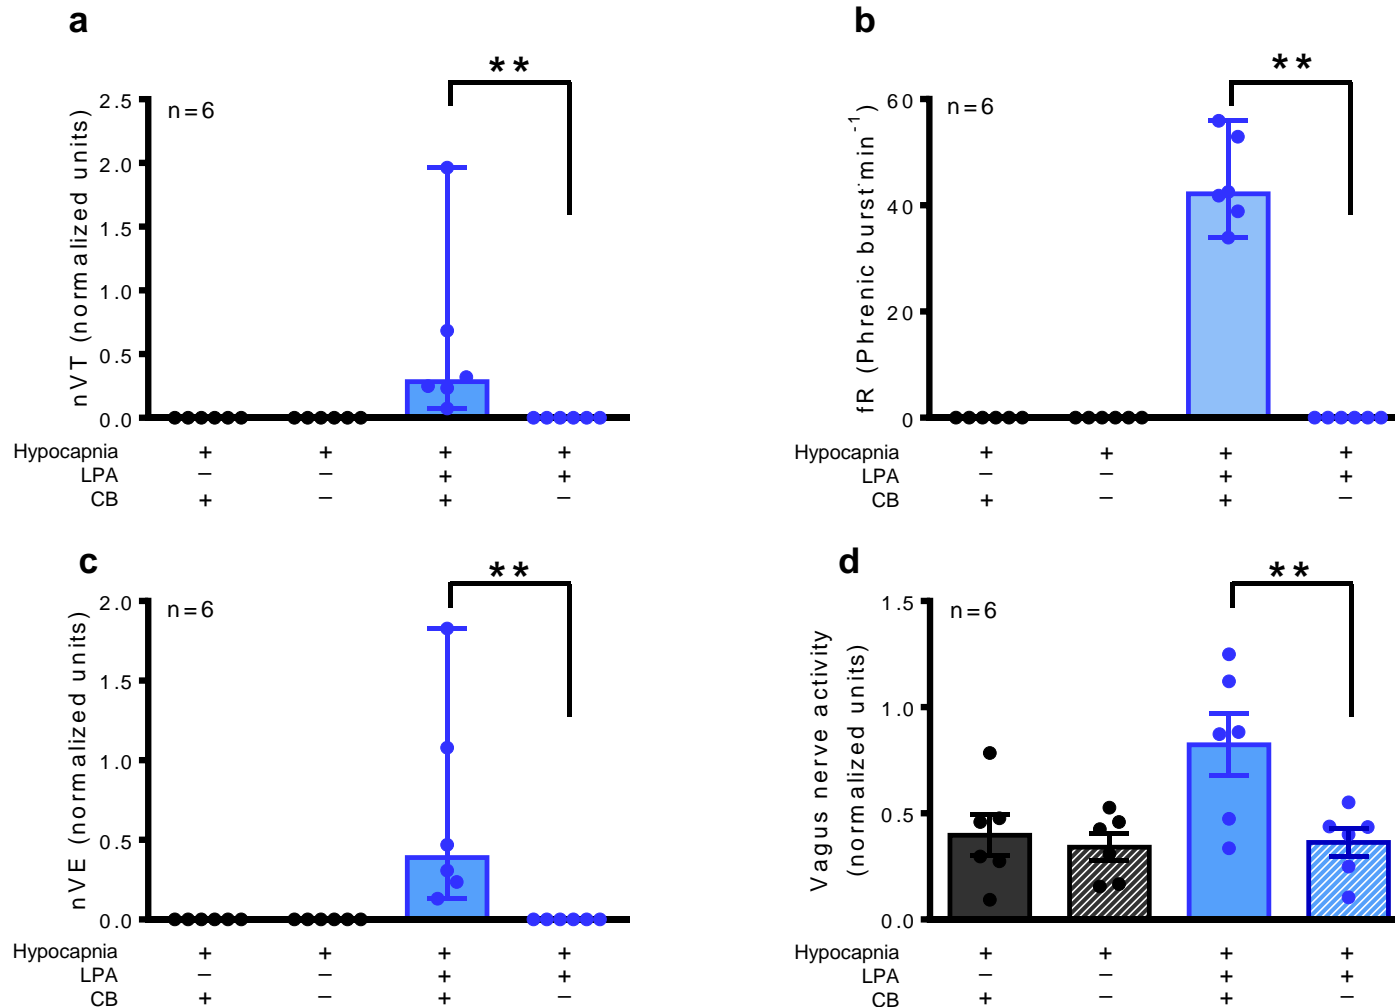 a
**
nVT (normalized units)
2.5
2.0
1.5
1.0
0.5
0.0
n=6
Hypocapnia + + + +
LPA – – + +
CB + – + –
b
**
fR (Phrenic burst·min-1)
60
40
20
0
n=6
Hypocapnia + + + +
LPA – – + +
CB + – + –
c
**
nVE (normalized units)
2.0
1.5
1.0
0.5
0.0
n=6
Hypocapnia + + + +
LPA – – + +
CB + – + –
d
**
Vagus nerve activity
(normalized units)
1.5
1.0
0.5
0.0
n=6
Hypocapnia + + + +
LPA – – + +
CB + – + –